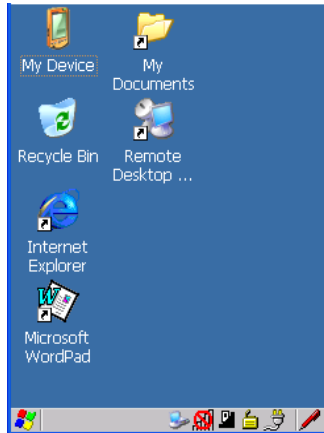 My Device
My
Documents
Recycle Bin
Remote
Desktop ...
Internet
Explorer
Microsoft
WordPad